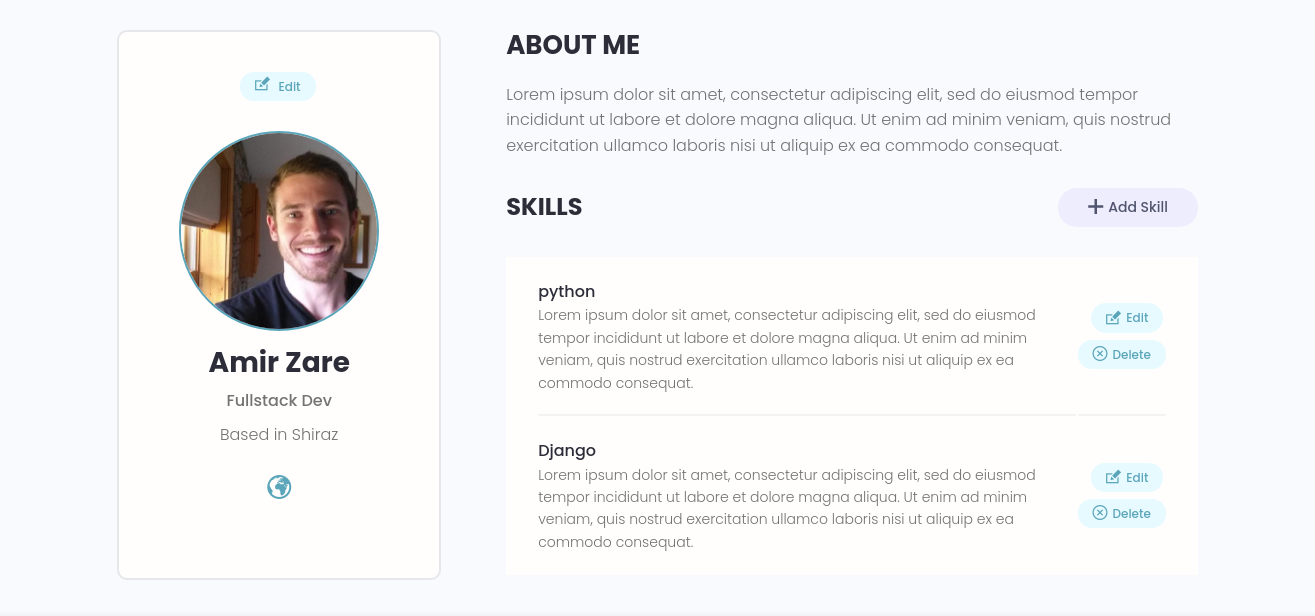 Edit
Amir Zare
Fullstack Dev
Based in Shiraz
ABOUT ME
Lorem ipsum dolor sit amet, consectetur adipiscing elit, sed do eiusmod tempor
incididunt ut labore et dolore magna aliqua. Ut enim ad minim veniam, quis nostrud
exercitation ullamco laboris nisi ut aliquip ex ea commodo consequat.
SKILLS
Add Skill
python
Lorem ipsum dolor sit amet, consectetur adipiscing elit, sed do eiusmod
tempor incididunt ut labore et dolore magna aliqua. Ut enim ad minim
veniam, quis nostrud exercitation ullamco laboris nisi ut aliquip ex ea
commodo consequat.
Edit
Delete
Django
Lorem ipsum dolor sit amet, consectetur adipiscing elit, sed do eiusmod
tempor incididunt ut labore et dolore magna aliqua. Ut enim ad minim
veniam, quis nostrud exercitation ullamco laboris nisi ut aliquip ex ea
commodo consequat.
Edit
Delete